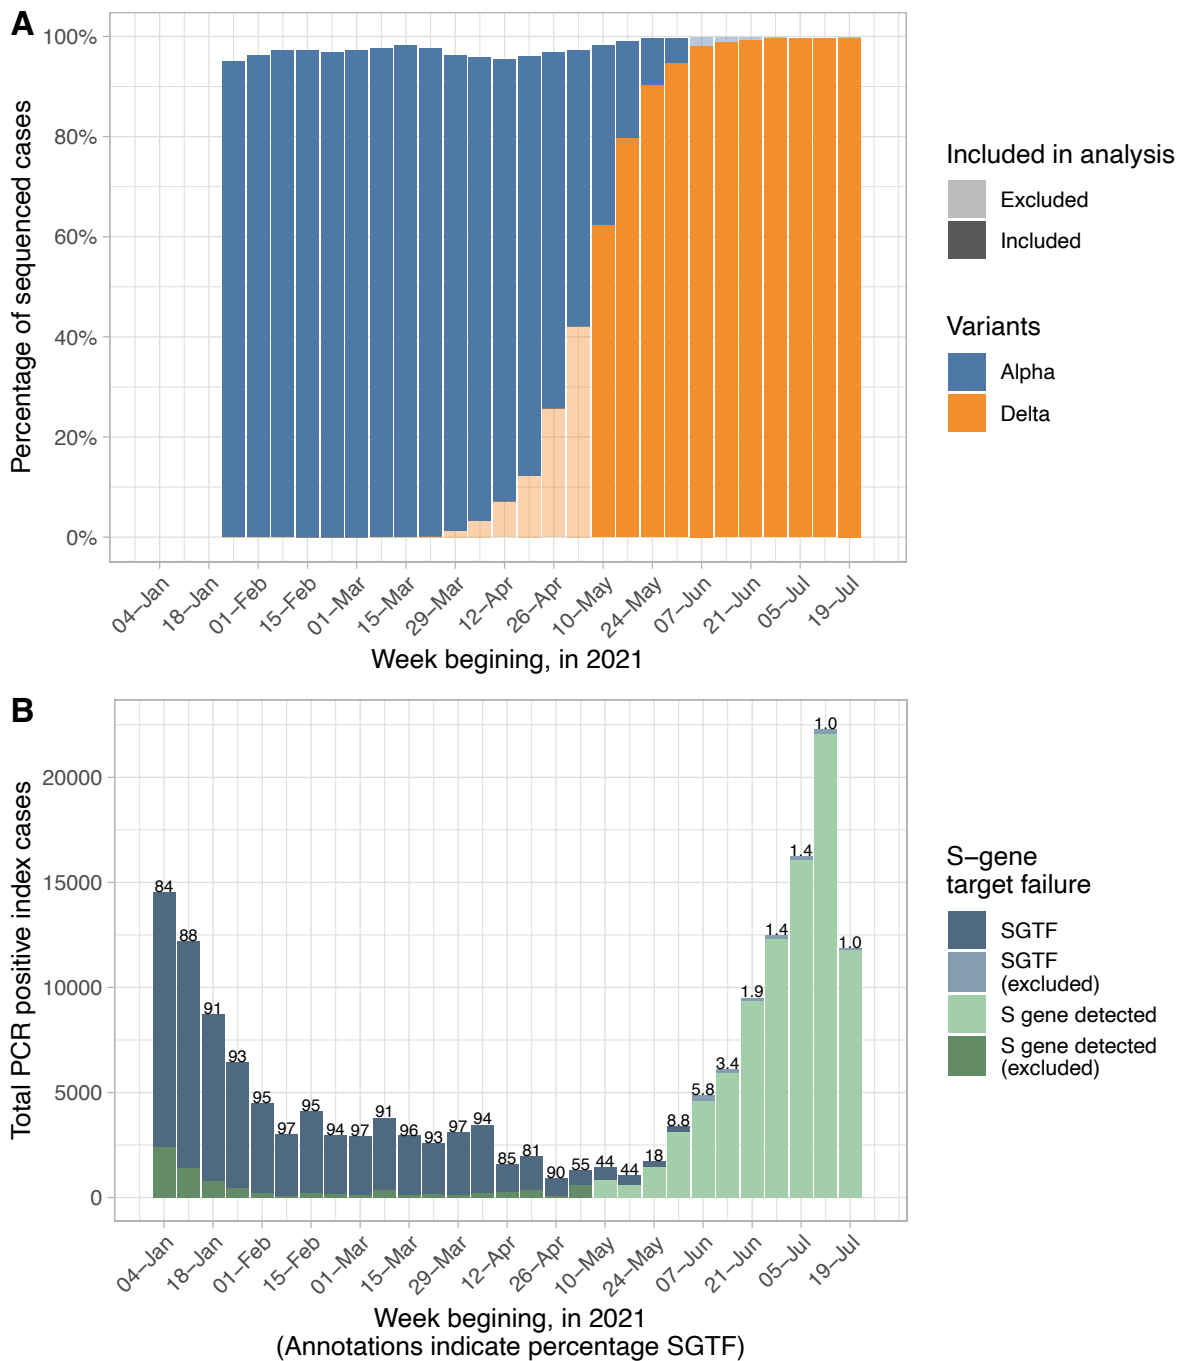 A
100%
80%
60%
40%
20%
0%
Percentage of sequenced cases
04–Jan
18–Jan
01–Feb
15–Feb
01–Mar
15–Mar
29–Mar
12–Apr
26–Apr
10–May
24–May
07–Jun
21–Jun
05–Jul
19–Jul
Week begining, in 2021
Included in analysis
Excluded
Included
Variants
Alpha
Delta
B
20000
15000
10000
5000
0
Total PCR positive index cases
84
88
91
93
95
97
95
94
97
91
96
93
97
94
85
81
90
55
44
44
18
8.8
5.8
3.4
1.9
1.4
1.4
1.0
1.0
04–Jan
18–Jan
01–Feb
15–Feb
01–Mar
15–Mar
29–Mar
12–Apr
26–Apr
10–May
24–May
07–Jun
21–Jun
05–Jul
19–Jul
Week begining, in 2021
(Annotations indicate percentage SGTF)
S−gene
target failure
SGTF
SGTF
(excluded)
S gene detected
S gene detected
(excluded)